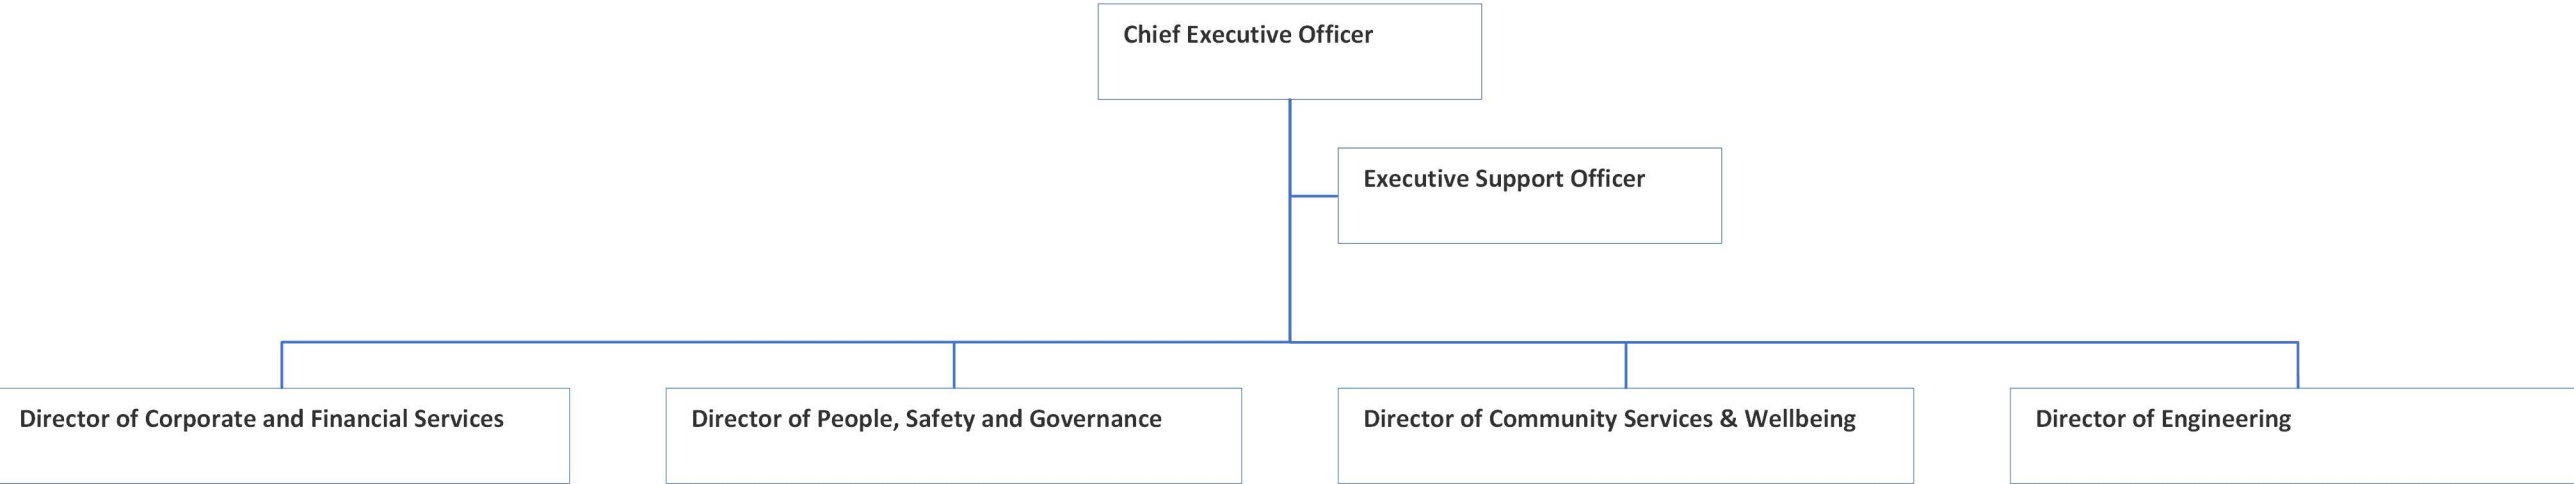 Chief Executive Officer
Executive Support Officer
Director of Corporate and Financial Services
Director of People, Safety and Governance
Director of Community Services & Wellbeing
Director of Engineering